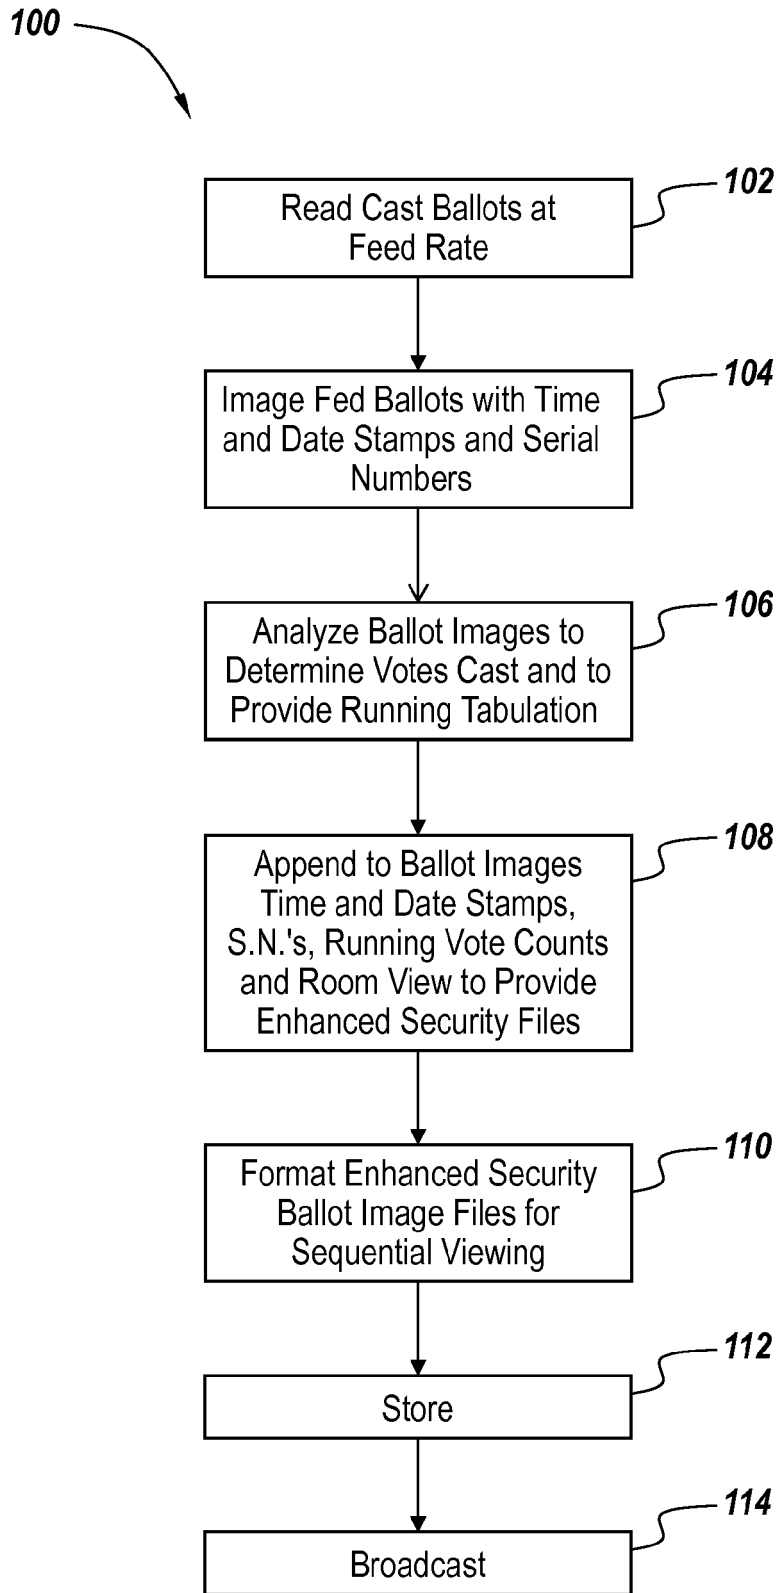 100
102
Read Cast Ballots at
Feed Rate
104
Image Fed Ballots with Time
and Date Stamps and Serial
Numbers
106
Analyze Ballot Images to
Determine Votes Cast and to
Provide Running Tabulation
108
Append to Ballot Images
Time and Date Stamps,
S.N.'s, Running Vote Counts
and Room View to Provide
Enhanced Security Files
110
Format Enhanced Security
Ballot Image Files for
Sequential Viewing
112
Store
114
Broadcast